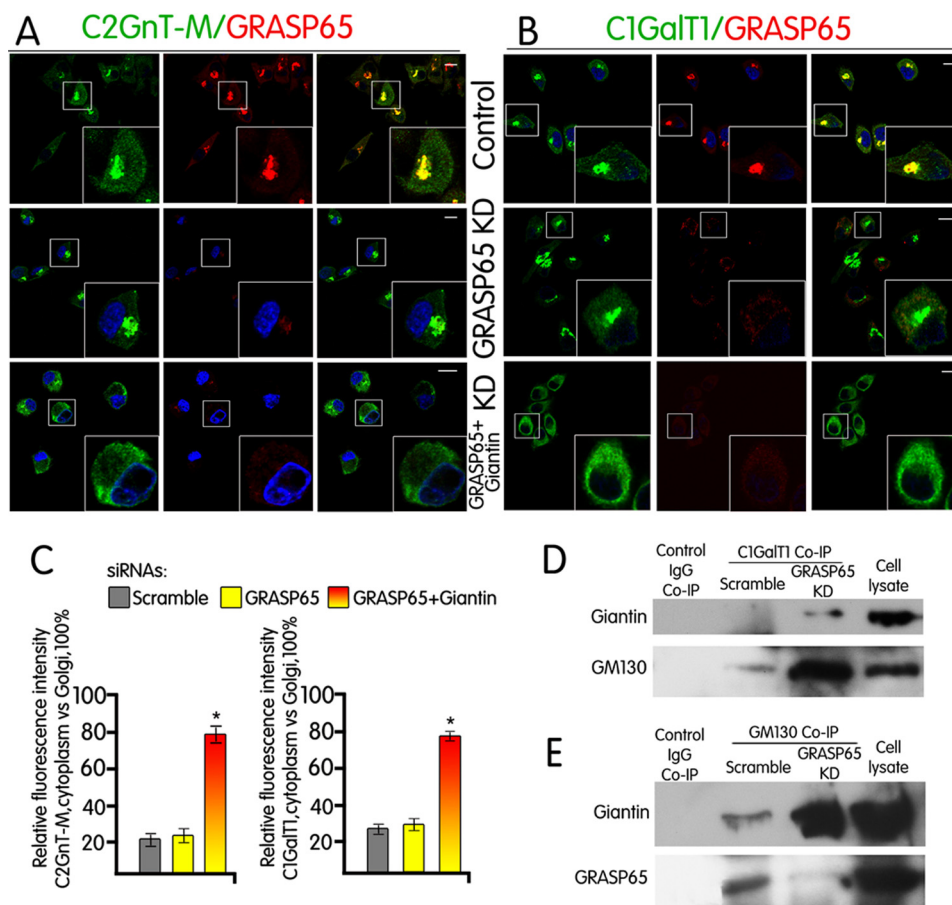 A
C2GnT-M/GRASP65
B
C1GalT1/GRASP65
Control
GRASP65 KD
GRASP65+
Giantin
KD
C
siRNAs:
Scramble
GRASP65
GRASP65+Giantin
Relative fluorescence intensity
C2GnT-M,cytoplasm vs Golgi,100%
100
80
60
40
20
*
Relative fluorescence intensity
C1GalT1,cytoplasm vs Golgi,100%
100
80
60
40
20
*
D
Control
IgG
Co-IP
C1GalT1 Co-IP
Scramble
GRASP65
KD
Cell
lysate
Giantin
GM130
E
Control
IgG
Co-IP
GM130 Co-IP
Scramble
GRASP65
KD
Cell
lysate
Giantin
GRASP65